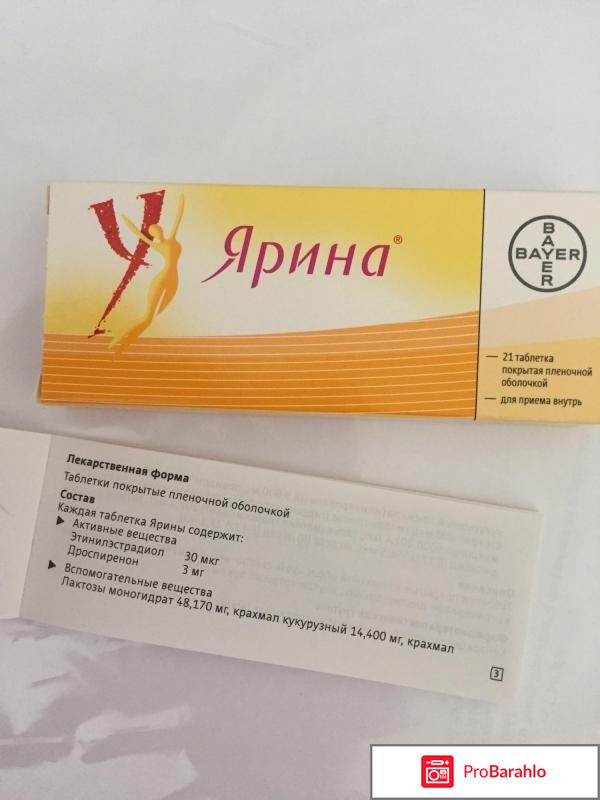 Ярина®
BAYER
BAYER
— 21 таблетка
покрытая пленочной
оболочкой
— для приема внутрь
Лекарственная форма
Таблетки покрытые пленочной оболочкой
Состав
Каждая таблетка Ярины содержит:
▶ Активные вещества
Этинилэстрадиол 30 мкг
Дроспиренон 3 мг
▶ Вспомогательные вещества
Лактозы моногидрат 48,170 мг, крахмал кукурузный 14,400 мг, крахмал
3
ProBarahlo